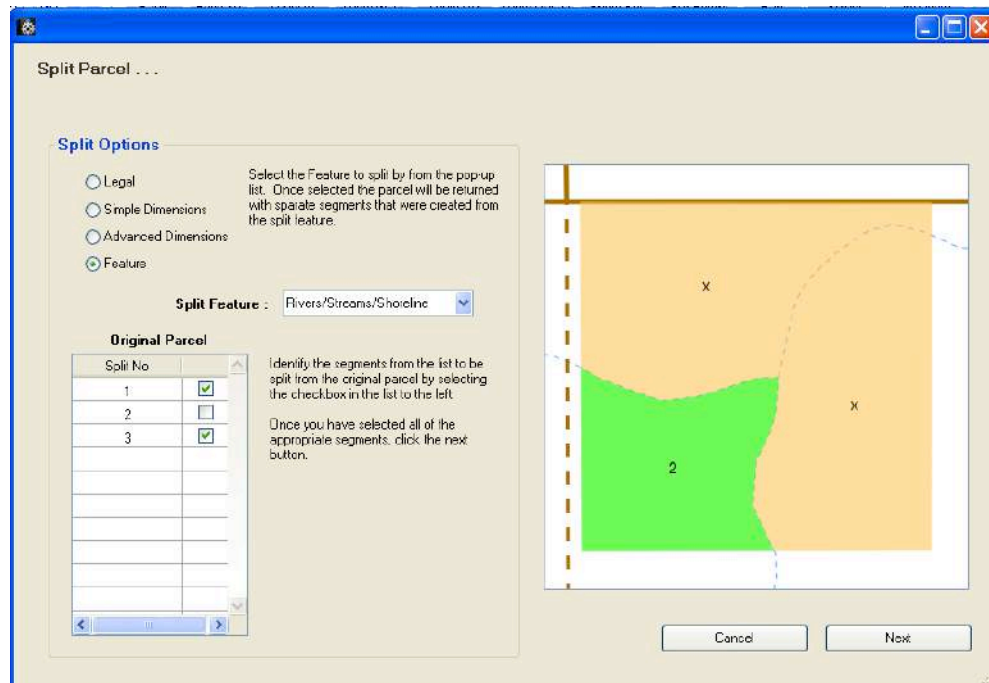 Split Parcel . . .
Split Options
Legal
Simple Dimensions
Advanced Dimensions
Feature
Select the Feature to split by from the pop-up
list. Once selected the parcel will be returned
with sparate segments that were created from
the split feature.
Split Feature :
Rivers/Streams/Shoreline
Original Parcel
Split No
1
2
3
Identify the segments from the list to be
split from the original parcel by selecting
the checkbox in the list to the left
Once you have selected all of the
appropriate segments, click the next
button.
x
x
2
Cancel
Next